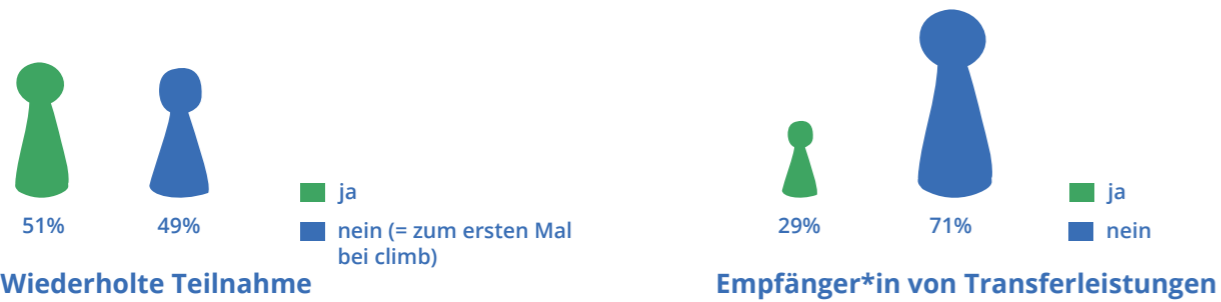 ja
51%
49%
nein (= zum ersten Mal
bei climb)
Wiederholte Teilnahme
ja
29%
71%
nein
Empfänger*in von Transferleistungen